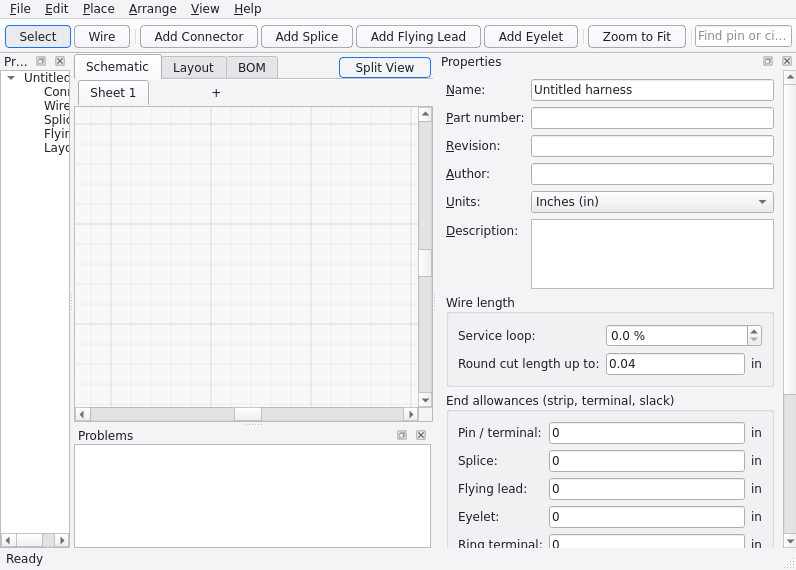 File Edit Place Arrange View Help
Select Wire Add Connector Add Splice Add Flying Lead Add Eyelet Zoom to Fit Find pin or ci...
Pr...
Untitled
Conn
Wire
Splic
Flyin
Layo
Schematic Layout BOM Split View
Sheet 1 +
Problems
Properties
Name: Untitled harness
Part number:
Revision:
Author:
Units: Inches (in)
Description:
Wire length
Service loop: 0.0 %
Round cut length up to: 0.04 in
End allowances (strip, terminal, slack)
Pin / terminal: 0 in
Splice: 0 in
Flying lead: 0 in
Eyelet: 0 in
Ring terminal: 0 in
Ready